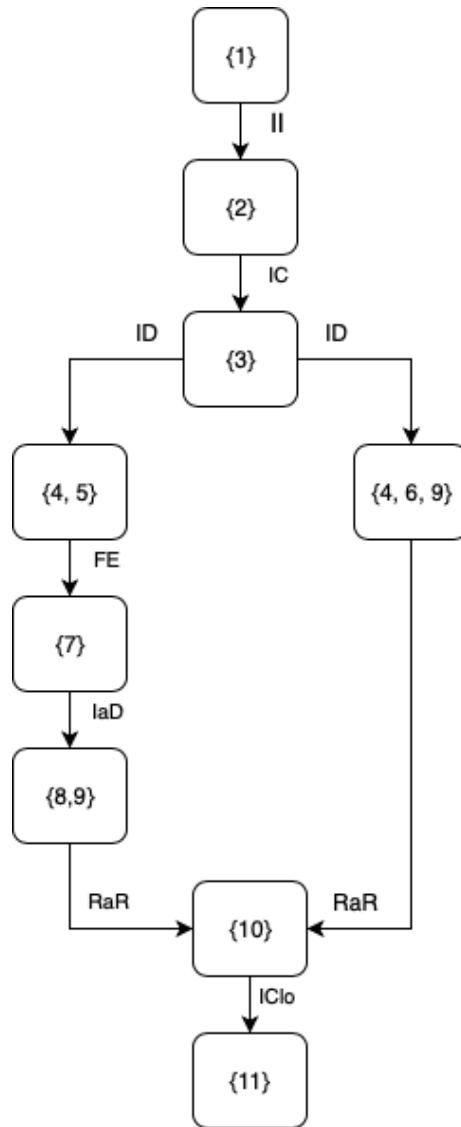 {1}
II
{2}
IC
ID
{3}
ID
{4, 5}
{4, 6, 9}
FE
{7}
IaD
{8,9}
RaR
{10}
RaR
IClo
{11}